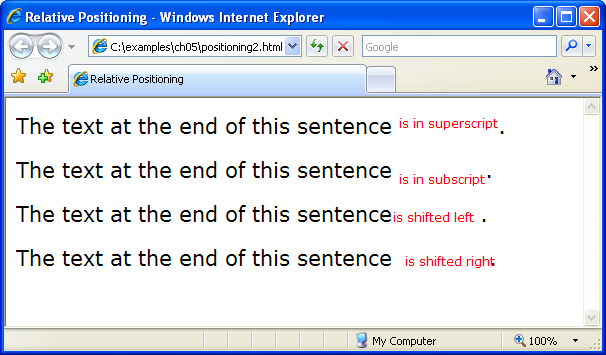 Relative Positioning - Windows Internet Explorer
C:\examples\ch05\positioning2.html
Google
Relative Positioning
The text at the end of this sentence is in superscript.
The text at the end of this sentence is in subscript.
The text at the end of this sentence is shifted left .
The text at the end of this sentence is shifted right.
My Computer 100%